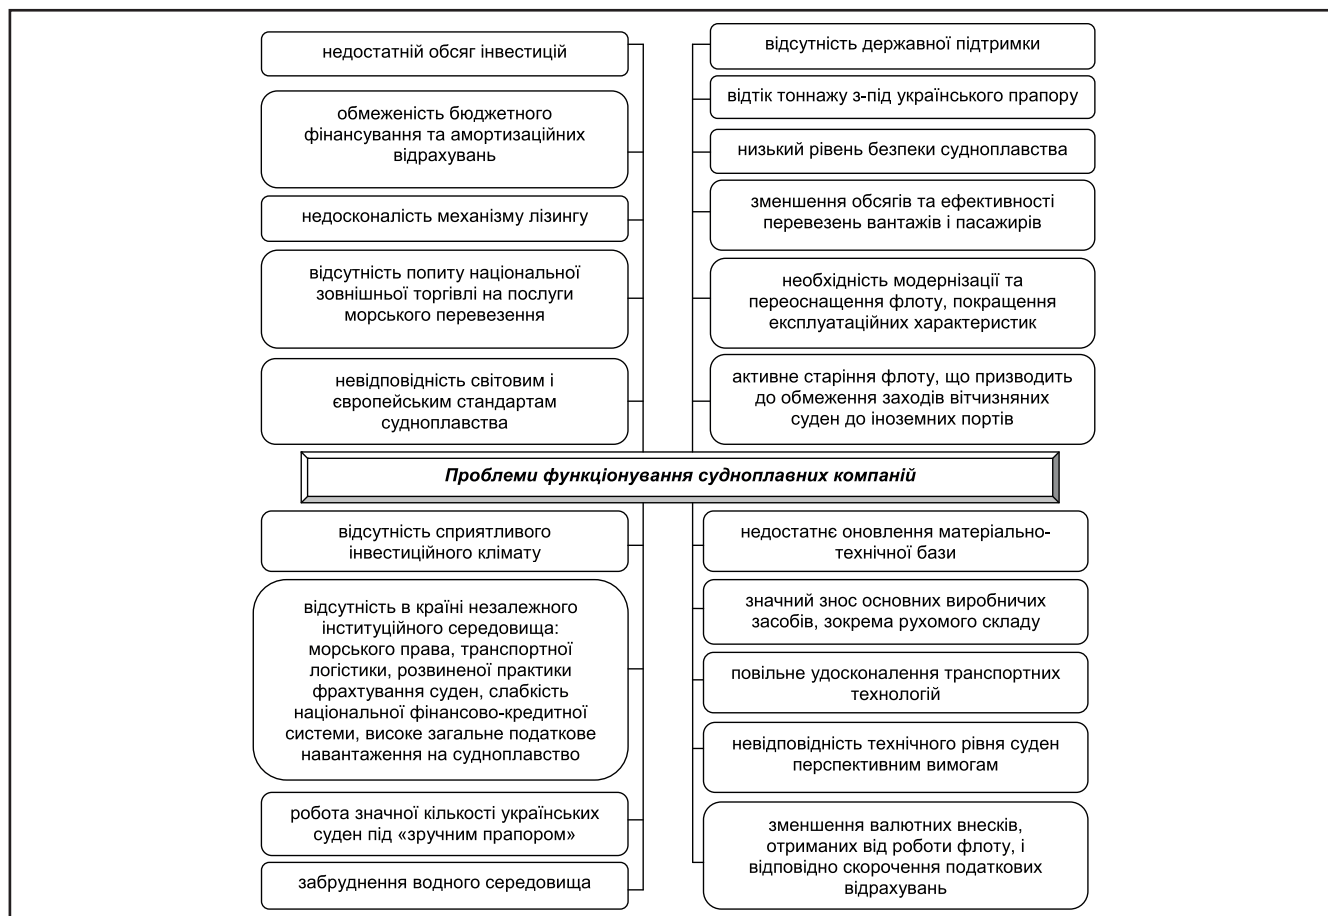 недостатній обсяг інвестицій
обмеженість бюджетного
фінансування та амортизаційних
відрахувань
недосконалість механізму лізингу
відсутність попиту національної
зовнішньої торгівлі на послуги
морського перевезення
невідповідність світовим і
європейським стандартам
судноплавства
відсутність державної підтримки
відтік тоннажу з-під українського прапору
низький рівень безпеки судноплавства
зменшення обсягів та ефективності
перевезень вантажів і пасажирів
необхідність модернізації та
переоснащення флоту, покращення
експлуатаційних характеристик
активне старіння флоту, що призводить
до обмеження заходів вітчизняних
суден до іноземних портів
Проблеми функціонування судноплавних компаній
відсутність сприятливого
інвестиційного клімату
відсутність в країні незалежного
інституційного середовища:
морського права, транспортної
логістики, розвиненої практики
фрахтування суден, слабкість
національної фінансово-кредитної
системи, високе загальне податкове
навантаження на судноплавство
робота значної кількості українських
суден під «зручним прапором»
забруднення водного середовища
недостатнє оновлення матеріально-
технічної бази
значний знос основних виробничих
засобів, зокрема рухомого складу
повільне удосконалення транспортних
технологій
невідповідність технічного рівня суден
перспективним вимогам
зменшення валютних внесків,
отриманих від роботи флоту, і
відповідно скорочення податкових
відрахувань